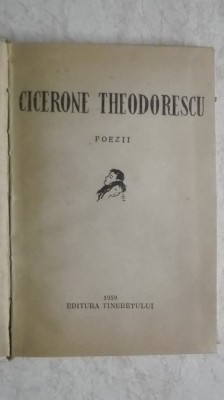 CICERONE THEODORESCU
POEZII
1959
EDITURA TINERETULUI